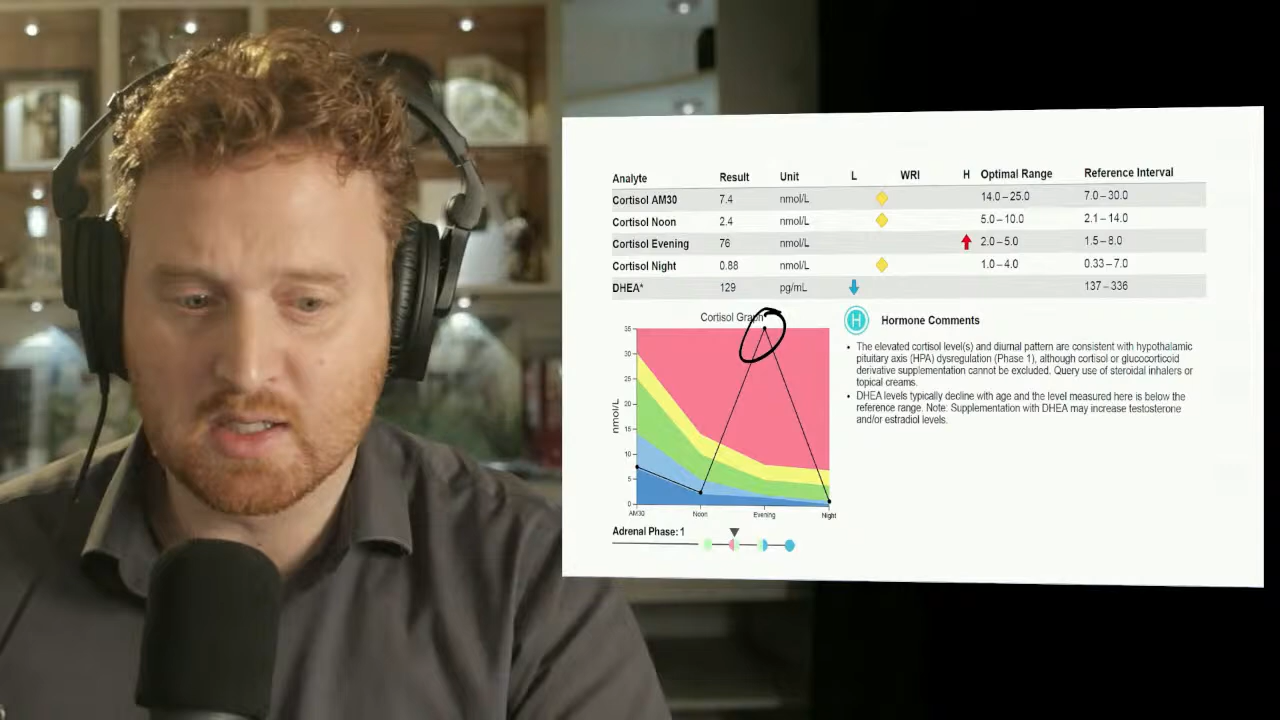 Analyte Result Unit L WRI H Optimal Range Reference Interval
Cortisol AM30 7.4 nmol/L 14.0 – 25.0 7.0 – 30.0
Cortisol Noon 2.4 nmol/L 5.0 – 10.0 2.1 – 14.0
Cortisol Evening 76 nmol/L 2.0 – 5.0 1.5 – 8.0
Cortisol Night 0.88 nmol/L 1.0 – 4.0 0.33 – 7.0
DHEA* 129 pg/mL 137 – 336
Cortisol Graph
35
30
25
20
15
10
5
0
nmol/L
AM30 Noon Evening Night
Adrenal Phase: 1
H Hormone Comments
• The elevated cortisol level(s) and diurnal pattern are consistent with hypothalamic
pituitary axis (HPA) dysregulation (Phase 1), although cortisol or glucocorticoid
derivative supplementation cannot be excluded. Query use of steroidal inhalers or
topical creams.
• DHEA levels typically decline with age and the level measured here is below the
reference range. Note: Supplementation with DHEA may increase testosterone
and/or estradiol levels.